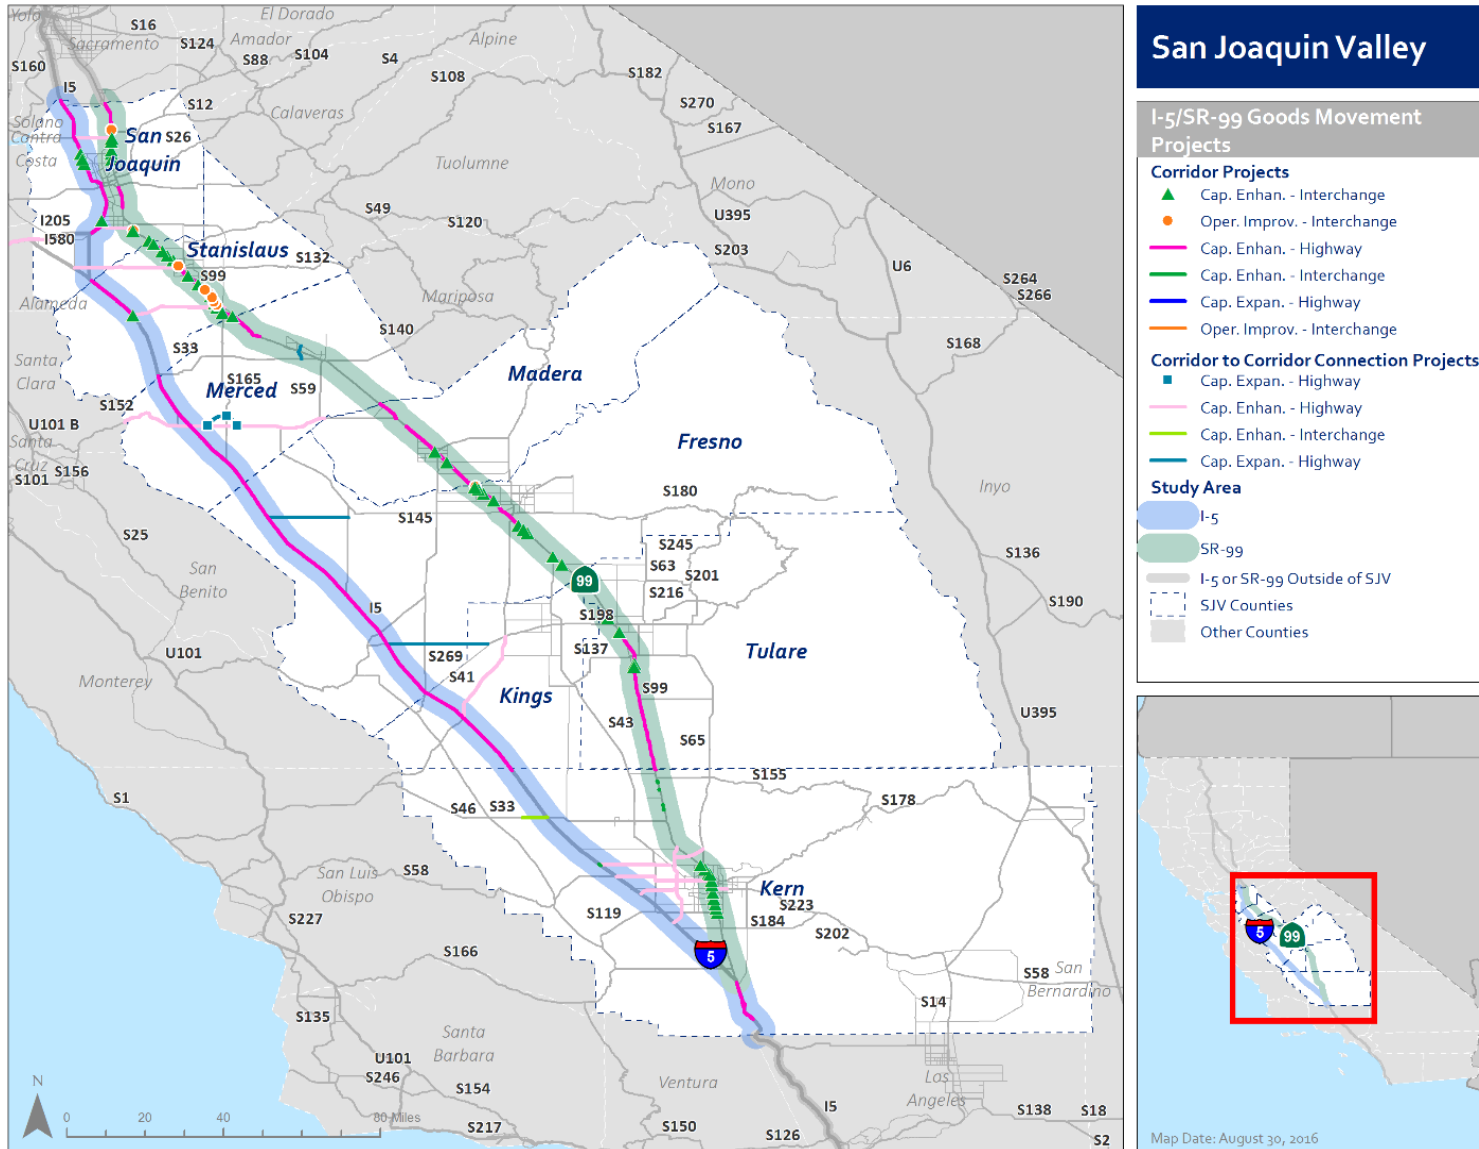 Yolo
S16
El Dorado
Sacramento
S124
Amador
S88
S104
Alpine
S4
S160
S108
S182
I5
S12
Calaveras
S270
S167
Solano
Contra
Costa
San
Joaquin
S26
Tuolumne
Mono
S49
S120
U395
I205
I580
Stanislaus
S132
S203
U6
S99
S264
S266
Alameda
Mariposa
S140
S168
S33
Santa
Clara
S165
Merced
S59
Madera
S152
U101 B
Santa
Cruz
S156
S101
Fresno
S180
Inyo
S145
S25
S245
S136
S63
S201
San
Benito
99
S216
S190
I5
S198
U101
S137
Tulare
S269
S41
Monterey
Kings
S99
S43
U395
S65
S155
S1
S46
S33
S178
S58
San Luis
Obispo
Kern
S223
S119
S184
S227
S202
S166
5
S58
San
Bernardino
S14
S135
Santa
Barbara
U101
S246
S154
Ventura
Los
Angeles
I5
S138
S18
S217
S150
S126
S2
N
0
20
40
80 Miles
San Joaquin Valley
I-5/SR-99 Goods Movement
Projects
Corridor Projects
Cap. Enhan. - Interchange
Oper. Improv. - Interchange
Cap. Enhan. - Highway
Cap. Enhan. - Interchange
Cap. Expan. - Highway
Oper. Improv. - Interchange
Corridor to Corridor Connection Projects
Cap. Expan. - Highway
Cap. Enhan. - Highway
Cap. Enhan. - Interchange
Cap. Expan. - Highway
Study Area
I-5
SR-99
I-5 or SR-99 Outside of SJV
SJV Counties
Other Counties
5
99
Map Date: August 30, 2016